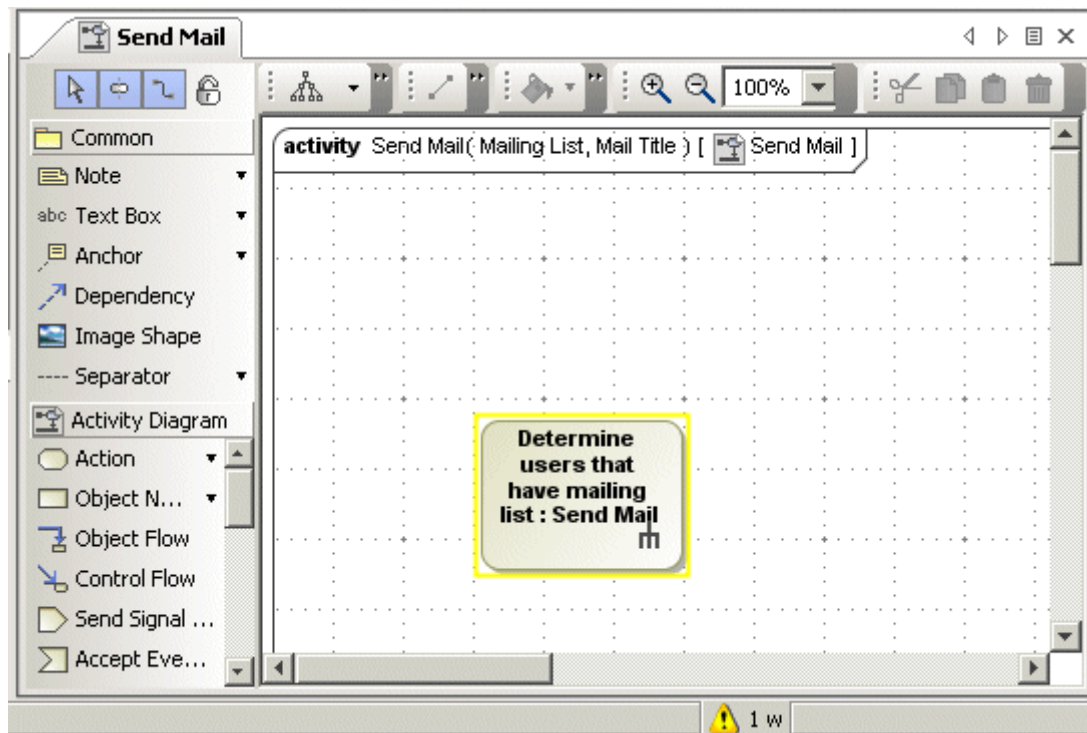 Send Mail
100%
Common
Note
abc Text Box
Anchor
Dependency
Image Shape
Separator
Activity Diagram
Action
Object N...
Object Flow
Control Flow
Send Signal ...
Accept Eve...
activity Send Mail( Mailing List, Mail Title ) [ Send Mail ]
Determine
users that
have mailing
list : Send Mail
1 w